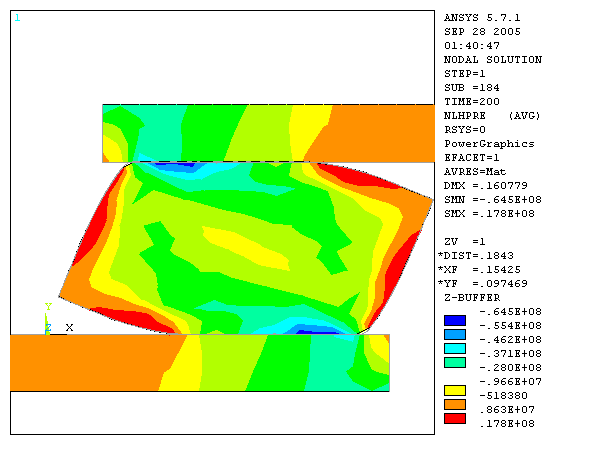 1
ANSYS 5.7.1
SEP 28 2005
01:40:47
NODAL SOLUTION
STEP=1
SUB =184
TIME=200
NLHPRE (AVG)
RSYS=0
PowerGraphics
EFACET=1
AVRES=Mat
DMX =.160779
SMN =-.645E+08
SMX =.178E+08
ZV =1
*DIST=.1843
*XF =.15425
*YF =.097469
Z-BUFFER
-.645E+08
-.554E+08
-.462E+08
-.371E+08
-.280E+08
-.966E+07
-518380
.863E+07
.178E+08
Y
Z X